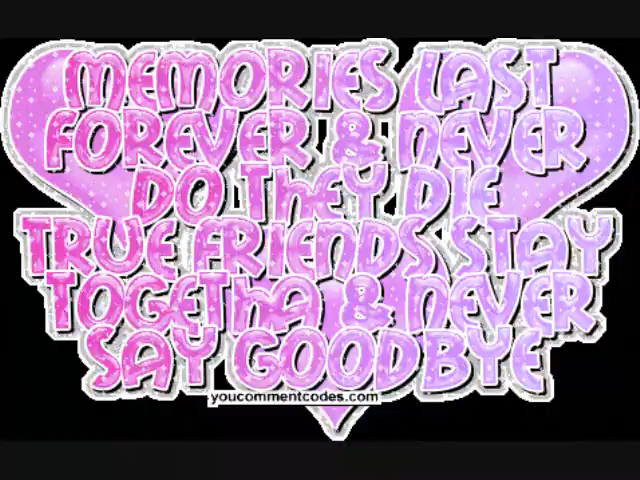 MEMORIES LAST
FOREVER & NEVER
DO THEY DIE
TRUE FRIENDS STAY
TOGETHA & NEVER
SAY GOODBYE
youcommentcodes.com